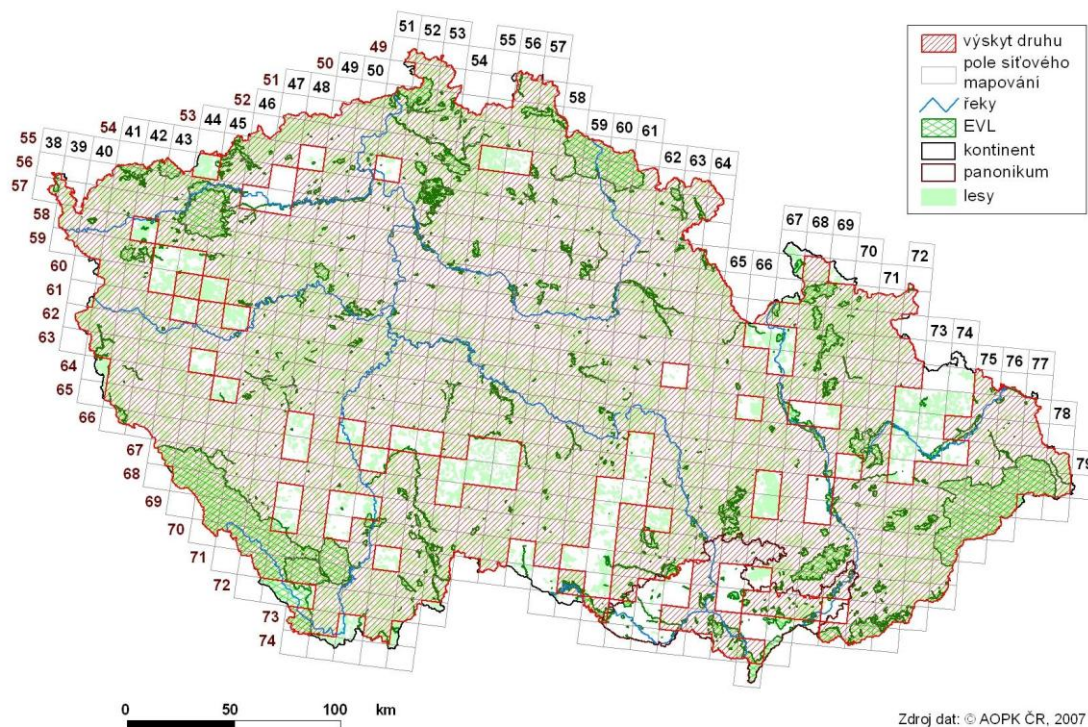 51 52 53
55 56 57
49
54
50
49 50
58
51
47 48
52
46
59 60 61
53
44 45
54
41 42 43
62 63 64
55
38 39 40
56
57
67 68 69
58
70
72
59
65 66
71
60
61
73 74
62
75 76 77
63
64
78
65
66
67
79
68
69
70
71
72
73
74
výskyt druhu
pole síťového
mapování
řeky
EVL
kontinent
panonikum
lesy
0 50 100 km
Zdroj dat: © AOPK ČR, 2007